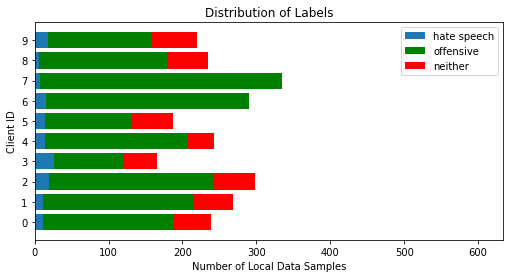 Distribution of Labels
hate speech
offensive
neither
Client ID
9
8
7
6
5
4
3
2
1
0
0 100 200 300 400 500 600
Number of Local Data Samples